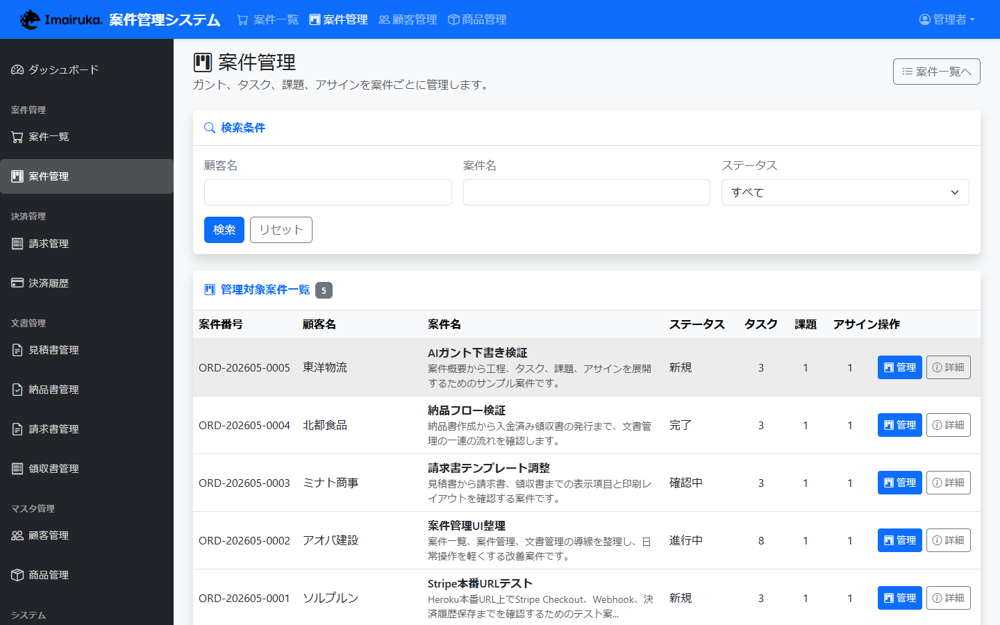 Imairuka. 案件管理システム 案件一覧 案件管理 顧客管理 商品管理 管理者
ダッシュボード
案件管理
案件一覧
案件管理
決済管理
請求管理
決済履歴
文書管理
見積書管理
納品書管理
請求書管理
領収書管理
マスタ管理
顧客管理
商品管理
システム
案件管理
ガント、タスク、課題、アサインを案件ごとに管理します。
案件一覧へ
検索条件
顧客名 案件名 ステータス
すべて
検索 リセット
管理対象案件一覧 5
案件番号 顧客名 案件名 ステータス タスク 課題 アサイン 操作
ORD-202605-0005 東洋物流 AIガント下書き検証 新規 3 1 1 管理 詳細
案件概要から工程、タスク、課題、アサインを展開
するためのサンプル案件です。
ORD-202605-0004 北都食品 納品フロー検証 完了 3 1 1 管理 詳細
納品書作成から入金済み領収書の発行まで、文書管
理の一連の流れを確認します。
ORD-202605-0003 ミナト商事 請求書テンプレート調整 確認中 3 1 1 管理 詳細
見積書から請求書、領収書までの表示項目と印刷レ
イアウトを確認する案件です。
ORD-202605-0002 アオバ建設 案件管理UI整理 進行中 8 1 1 管理 詳細
案件一覧、案件管理、文書管理の導線を整理し、日
常操作を軽くする改善案件です。
ORD-202605-0001 ソルプルン Stripe本番URLテスト 新規 3 1 1 管理 詳細
Heroku本番URL上でStripe Checkout、Webhook、決
済履歴保存までを確認するためのテスト案...